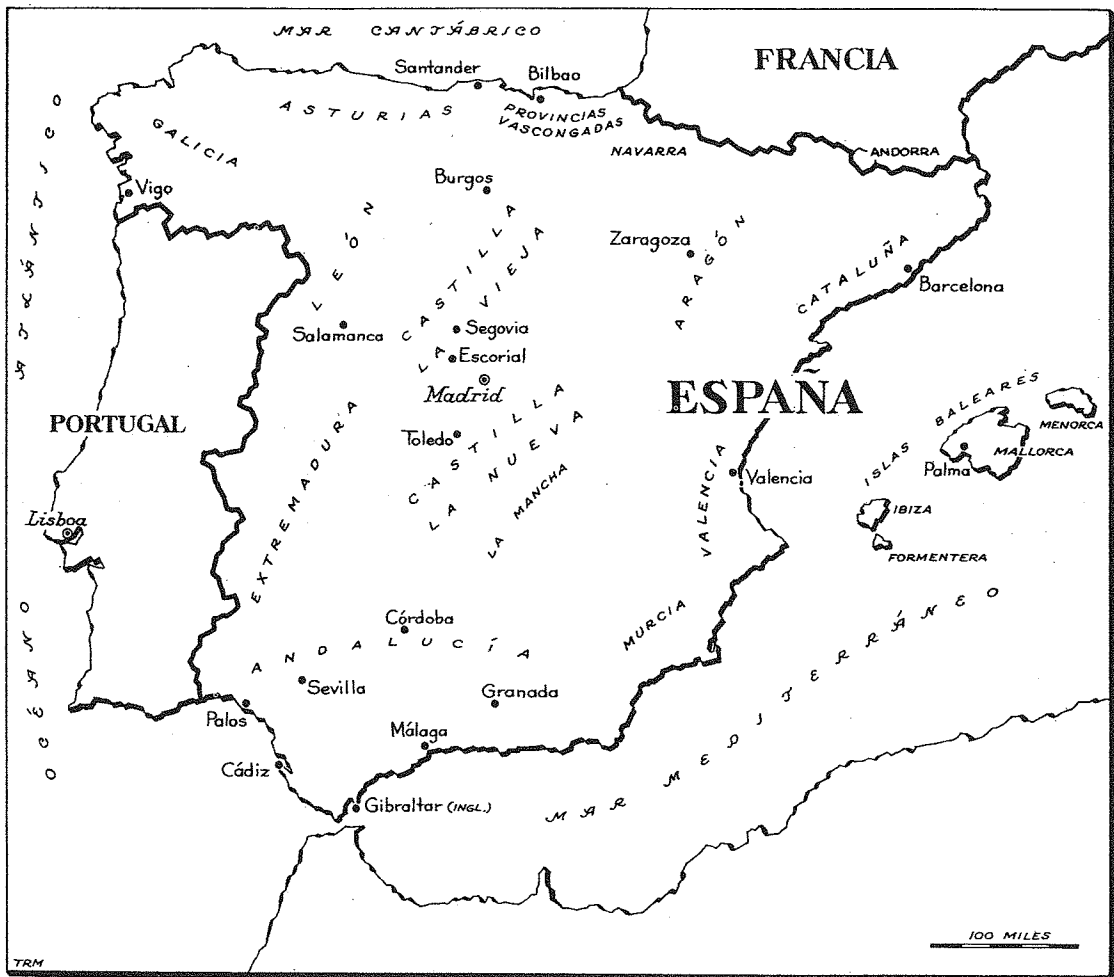 MAR CANTÁBRICO
FRANCIA
Santander
Bilbao
ASTURIAS
PROVINCIAS
VASCONGADAS
GALICIA
NAVARRA
ANDORRA
Vigo
Burgos
LEÓN
CASTILLA
LA VIEJA
Zaragoza
ARAGÓN
CATALUÑA
Barcelona
Salamanca
Segovia
Escorial
Madrid
ESPAÑA
PORTUGAL
EXTREMADURA
Toledo
CASTILLA
LA NUEVA
LA MANCHA
VALENCIA
Valencia
ISLAS BALEARES
MENORCA
MALLORCA
Palma
IBIZA
FORMENTERA
Lisboa
OCÉANO ATLÁNTICO
Córdoba
MURCIA
ANDALUCÍA
Sevilla
Granada
Palos
Málaga
Cádiz
Gibraltar (INGL.)
MAR MEDITERRÁNEO
100 MILES
TRM